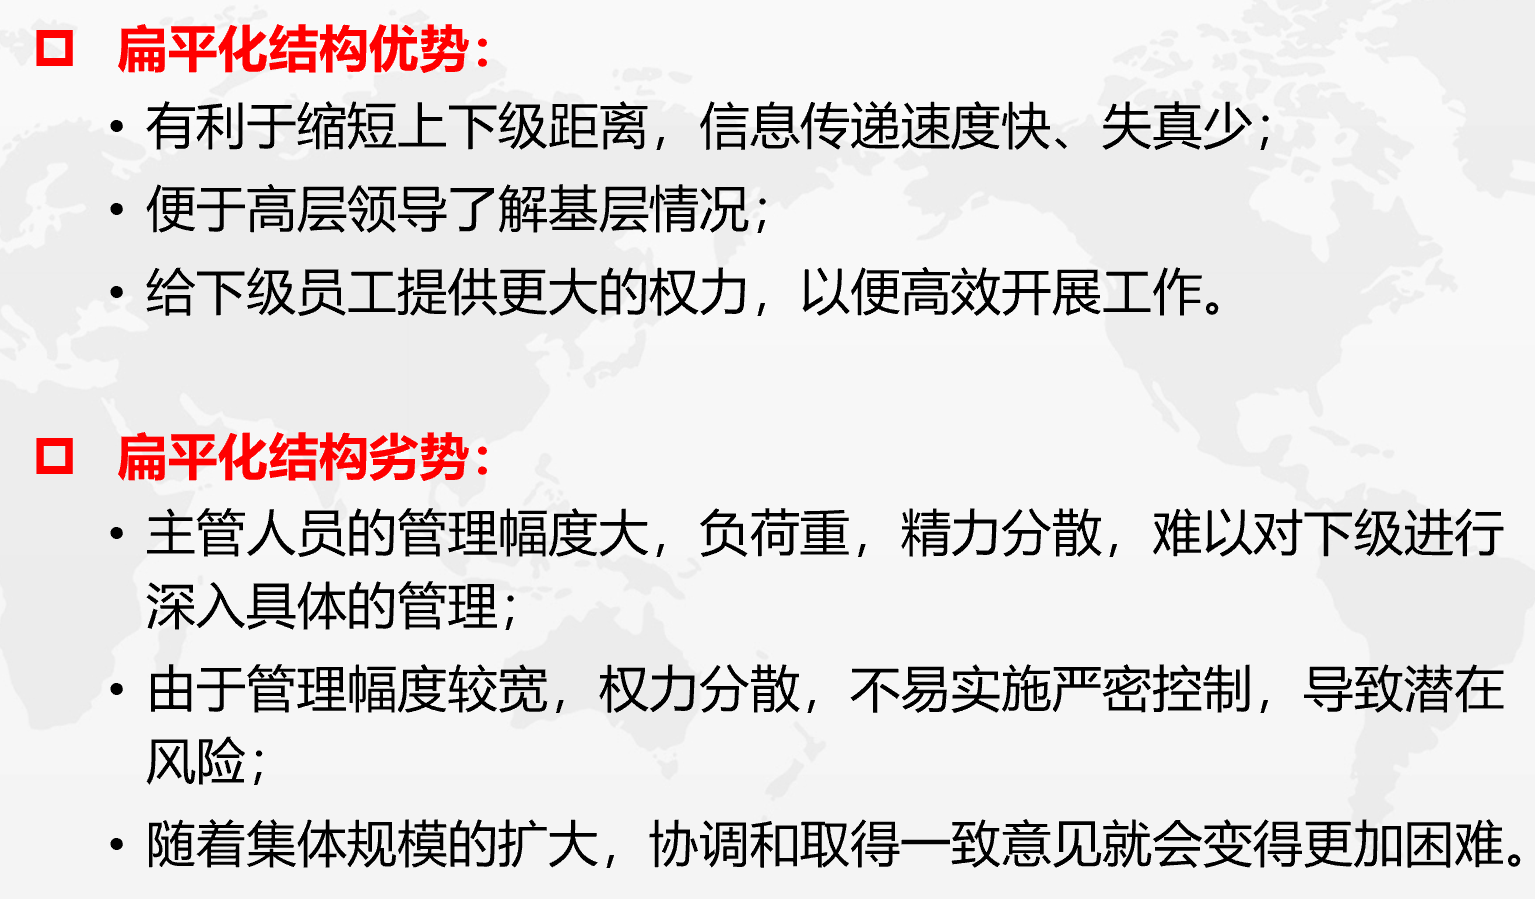 扁平化结构优势：
• 有利于缩短上下级距离，信息传递速度快、失真少；
• 便于高层领导了解基层情况；
• 给下级员工提供更大的权力，以便高效开展工作。
扁平化结构劣势：
• 主管人员的管理幅度大，负荷重，精力分散，难以对下级进行
深入具体的管理；
• 由于管理幅度较宽，权力分散，不易实施严密控制，导致潜在
风险；
• 随着集体规模的扩大，协调和取得一致意见就会变得更加困难。